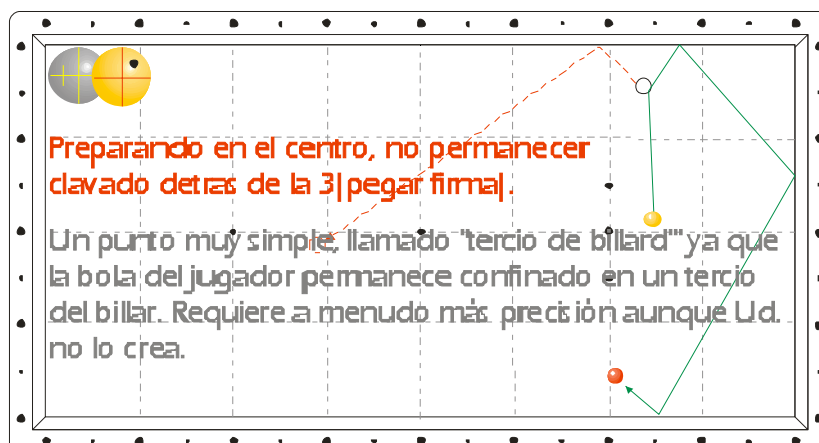 Preparando en el centro, no permanecer
clavado detras de la 3|pegar firma|.
Un punto muy simple, llamado "tercio de billard"" ya que
la bola del jugador permanece confinado en un tercio
del billar. Requiere a menudo más precisión aunque Ud.
no lo crea.